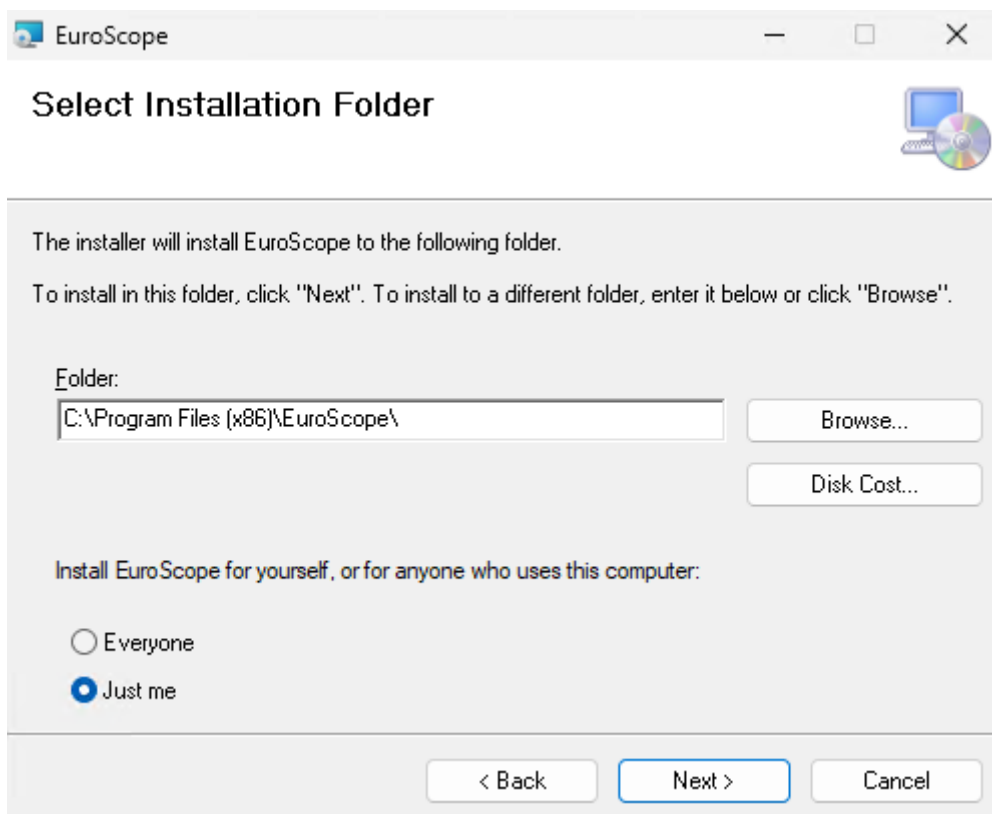 EuroScope
Select Installation Folder
The installer will install EuroScope to the following folder.
To install in this folder, click "Next". To install to a different folder, enter it below or click "Browse".
Folder:
C:\Program Files (x86)\EuroScope\
Browse...
Disk Cost...
Install EuroScope for yourself, or for anyone who uses this computer:
Everyone
Just me
< Back
Next >
Cancel